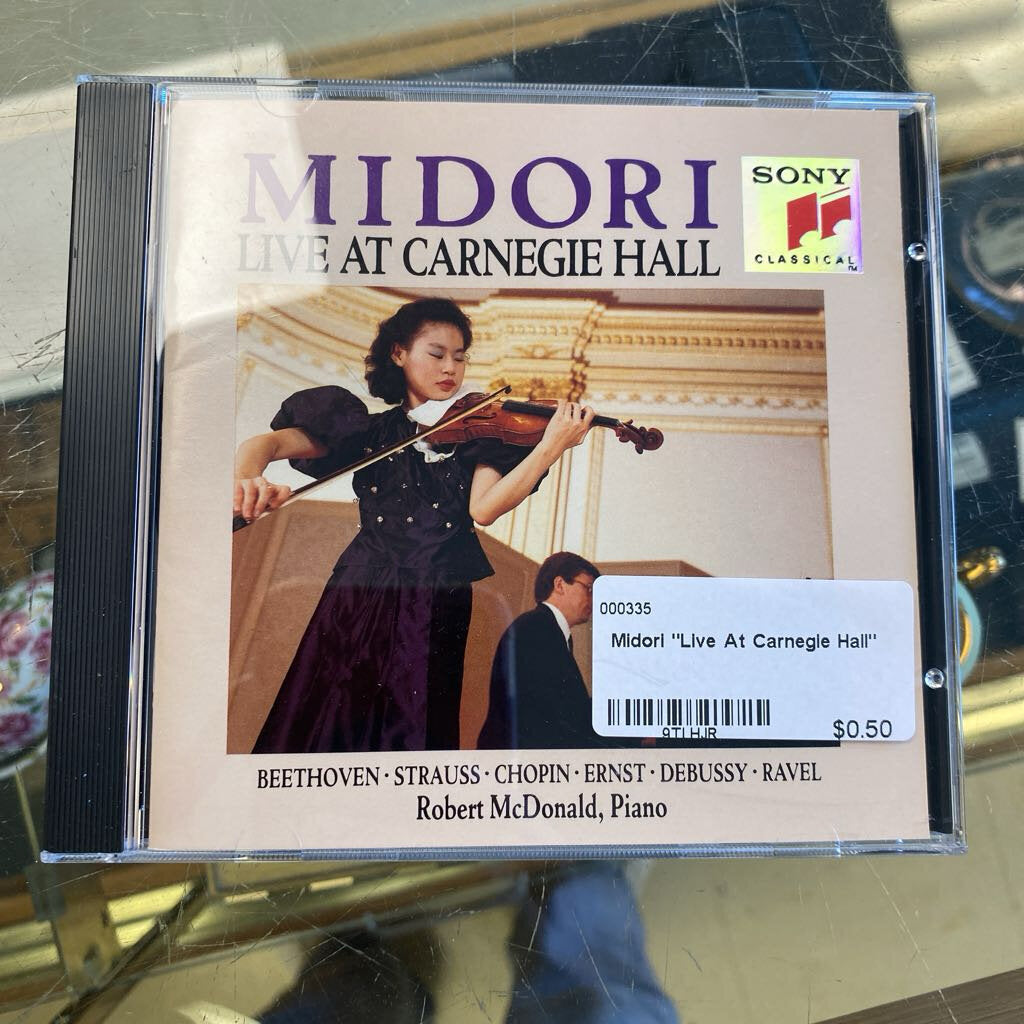 MIDORI
LIVE AT CARNEGIE HALL
SONY
CLASSICAL
TM
000335
Midori "Live At Carnegie Hall"
$0.50
BEETHOVEN · STRAUSS · CHOPIN · ERNST · DEBUSSY · RAVEL
Robert McDonald, Piano